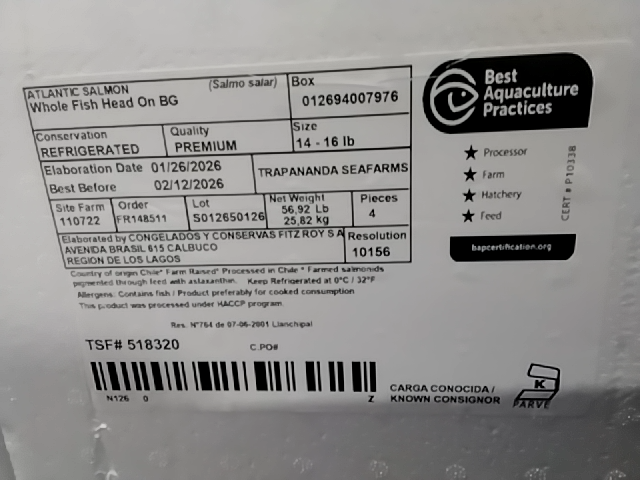 ATLANTIC SALMON (Salmo salar)
Whole Fish Head On BG
Box
012694007976
Conservation
REFRIGERATED
Quality
PREMIUM
Size
14 - 16 lb
Elaboration Date 01/26/2026
Best Before 02/12/2026
TRAPANANDA SEAFARMS
Site Farm
110722
Order
FR148511
Lot
S012650126
Net Weight
56,92 Lb
25,82 kg
Pieces
4
Elaborated by CONGELADOS Y CONSERVAS FITZ ROY S A
AVENIDA BRASIL 615 CALBUCO
REGION DE LOS LAGOS
Resolution
10156
Country of origin Chile* Farm Raised* Processed in Chile * Farmed salmonids
pigmented through feed with astaxanthin. Keep Refrigerated at 0°C / 32°F
Allergens: Contains fish / Product preferably for cooked consumption
This product was processed under HACCP program.
Res. N°764 de 07-06-2001 Llanchipal
TSF# 518320
C.PO#
N126 0 Z
CARGA CONOCIDA /
KNOWN CONSIGNOR
K
PARVE
Best
Aquaculture
Practices
Processor
Farm
Hatchery
Feed
CERT # P10338
bapcertification.org